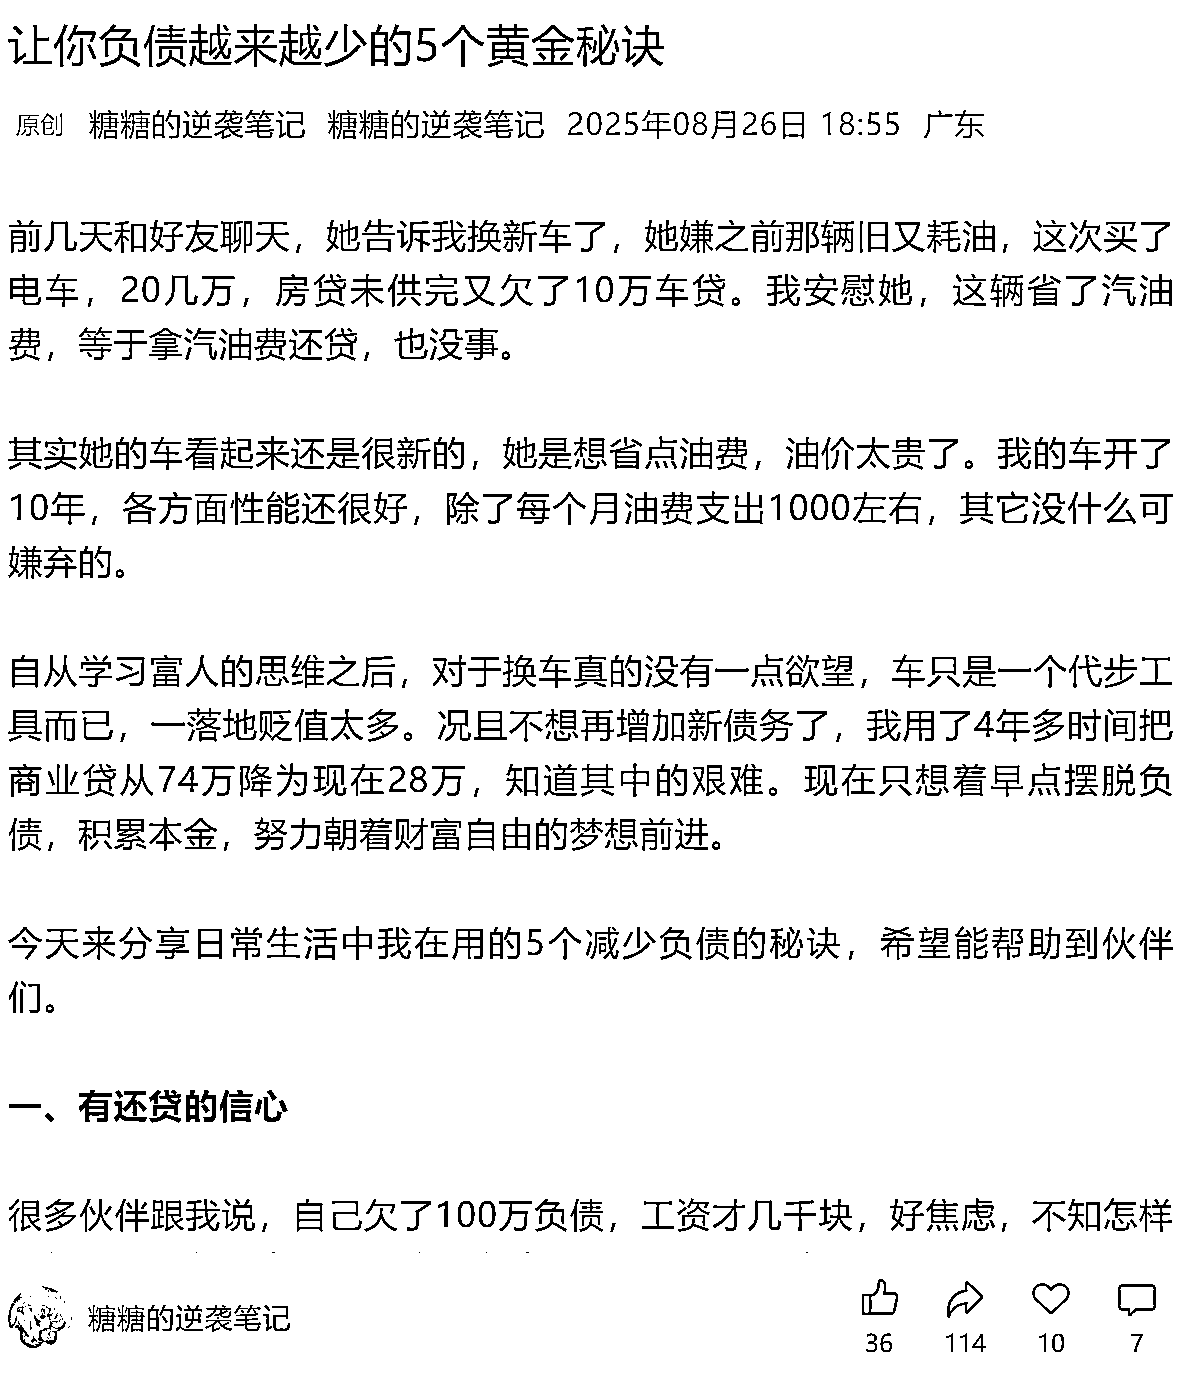 让你负债越来越少的5个黄金秘诀
原创 糖糖的逆袭笔记 糖糖的逆袭笔记 2025年08月26日 18:55 广东
前几天和好友聊天，她告诉我换新车了，她嫌之前那辆旧又耗油，这次买了
电车，20几万，房贷未供完又欠了10万车贷。我安慰她，这辆省了汽油
费，等于拿汽油费还贷，也没事。
其实她的车看起来还是很新的，她是想省点油费，油价太贵了。我的车开了
10年，各方面性能还很好，除了每个月油费支出1000左右，其它没什么可
嫌弃的。
自从学习富人的思维之后，对于换车真的没有一点欲望，车只是一个代步工
具而已，一落地贬值太多。况且不想再增加新债务了，我用了4年多时间把
商业贷从74万降为现在28万，知道其中的艰难。现在只想着早点摆脱负
债，积累本金，努力朝着财富自由的梦想前进。
今天来分享日常生活中我在用的5个减少负债的秘诀，希望能帮助到伙伴
们。
一、有还贷的信心
很多伙伴跟我说，自己欠了100万负债，工资才几千块，好焦虑，不知怎样
糖糖的逆袭笔记
36 114 10 7